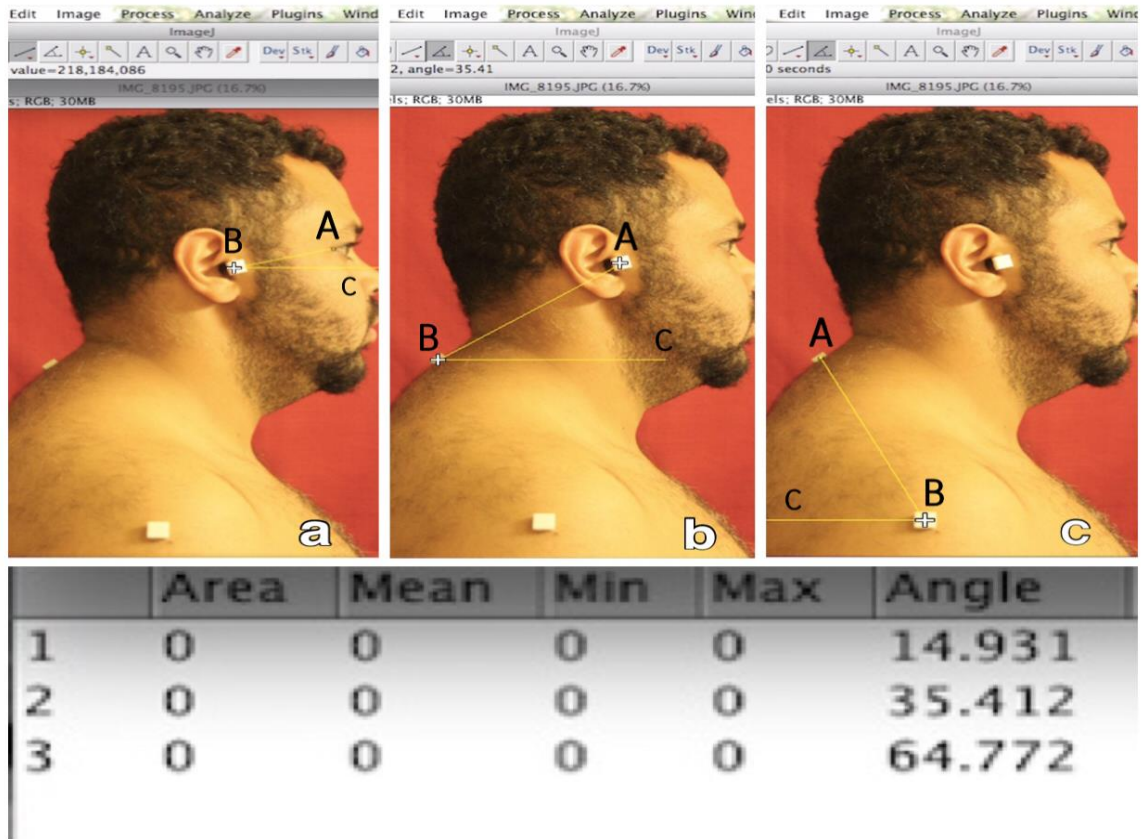 Edit Image Process Analyze Plugins Wind
ImageJ
A Dev Stk
value=218,184,086
IMG_8195.JPG (16.7%)
s; RGB; 30MB
A
B
C
a
Edit Image Process Analyze Plugins Wind
ImageJ
A Dev Stk
2, angle=35.41
IMG_8195.JPG (16.7%)
els; RGB; 30MB
A
B
C
b
Edit Image Process Analyze Plugins Win
ImageJ
A Dev Stk
0 seconds
IMG_8195.JPG (16.7%)
els; RGB; 30MB
A
B
C
c
Area Mean Min Max Angle
1 0 0 0 0 14.931
2 0 0 0 0 35.412
3 0 0 0 0 64.772